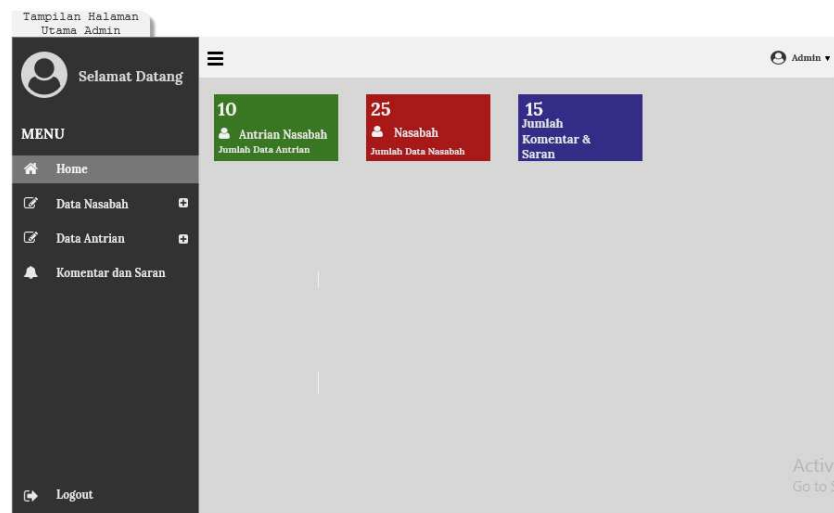 Tampilan Halaman
Utama Admin
Selamat Datang
Admin
MENU
Home
Data Nasabah
Data Antrian
Komentar dan Saran
Logout
10
Antrian Nasabah
Jumlah Data Antrian
25
Nasabah
Jumlah Data Nasabah
15
Jumlah
Komentar &
Saran
Go to